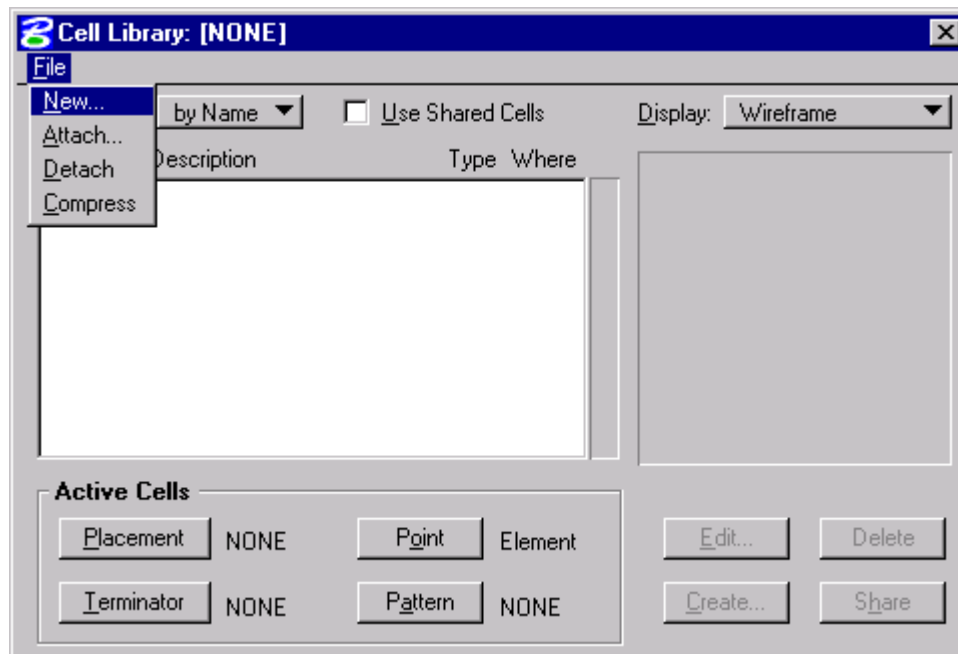 Cell Library: [NONE]
File
New...
Attach...
Detach
Compress
by Name
Use Shared Cells
Display: Wireframe
Description Type Where
Active Cells
Placement NONE Point Element
Terminator NONE Pattern NONE
Edit... Delete
Create... Share